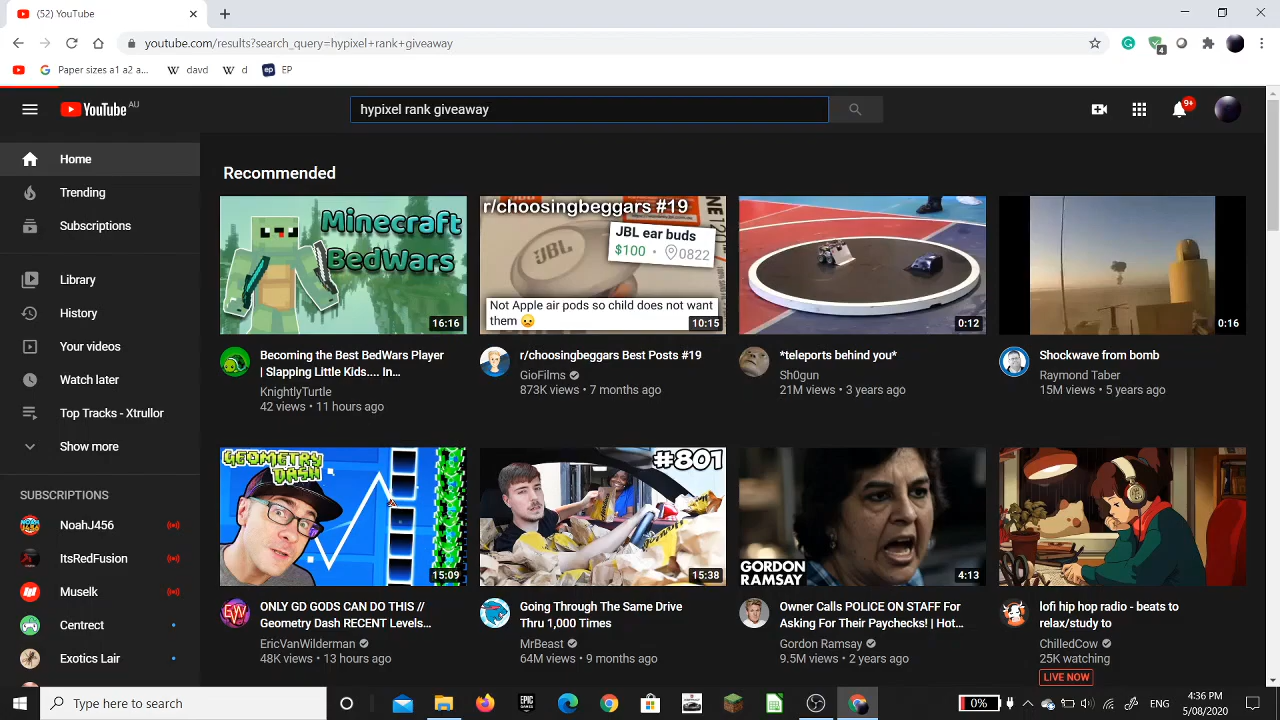 (52) YouTube
youtube.com/results?search_query=hypixel+rank+giveaway
4
Paper sizes a1 a2 a...
davd
d
ep
EP
YouTube AU
hypixel rank giveaway
9+
Home
Trending
Subscriptions
Library
History
Your videos
Watch later
Top Tracks - Xtrullor
Show more
SUBSCRIPTIONS
NoahJ456
ItsRedFusion
Muselk
Centrect
Exotics Lair
Recommended
Minecraft
BedWars
16:16
Becoming the Best BedWars Player
| Slapping Little Kids.... In...
KnightlyTurtle
42 views • 11 hours ago
r/choosingbeggars #19
JBL
JBL ear buds
$100
0822
Not Apple air pods so child does not want
them
10:15
r/choosingbeggars Best Posts #19
GioFilms
873K views • 7 months ago
0:12
*teleports behind you*
Sh0gun
21M views • 3 years ago
0:16
Shockwave from bomb
Raymond Taber
15M views • 5 years ago
GEOMETRY
DASH
15:09
ONLY GD GODS CAN DO THIS //
Geometry Dash RECENT Levels...
EricVanWilderman
48K views • 13 hours ago
#801
15:38
Going Through The Same Drive
Thru 1,000 Times
MrBeast
64M views • 9 months ago
GORDON
RAMSAY
4:13
Owner Calls POLICE ON STAFF For
Asking For Their Paychecks! | Hot...
Gordon Ramsay
9.5M views • 2 years ago
lofi hip hop radio - beats to
relax/study to
ChilledCow
25K watching
LIVE NOW
Type here to search
EPIC
GAMES
0%
ENG
4:36 PM
5/08/2020